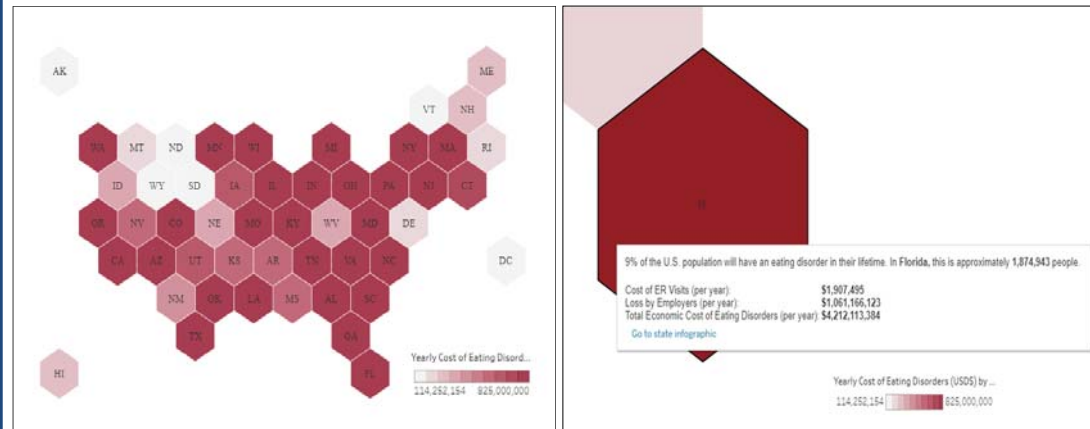 AK
ME
VT NH
WA MT ND MN WI MI NY MA RI
ID WY SD IA IL IN OH PA NJ CT
OR NV CO NE MO KY WV MD DE
CA AZ UT KS AR TN VA NC
DC
NM OK LA MS AL SC
TX GA
HI
FL
Yearly Cost of Eating Disord...
114,252,154 825,000,000
9% of the U.S. population will have an eating disorder in their lifetime. In Florida, this is approximately 1,874,943 people.
Cost of ER Visits (per year): $1,907,495
Loss by Employers (per year): $1,061,166,123
Total Economic Cost of Eating Disorders (per year) $4,212,113,384
Go to state infographic
Yearly Cost of Eating Disorders (USD$) by ...
114,252,154 825,000,000